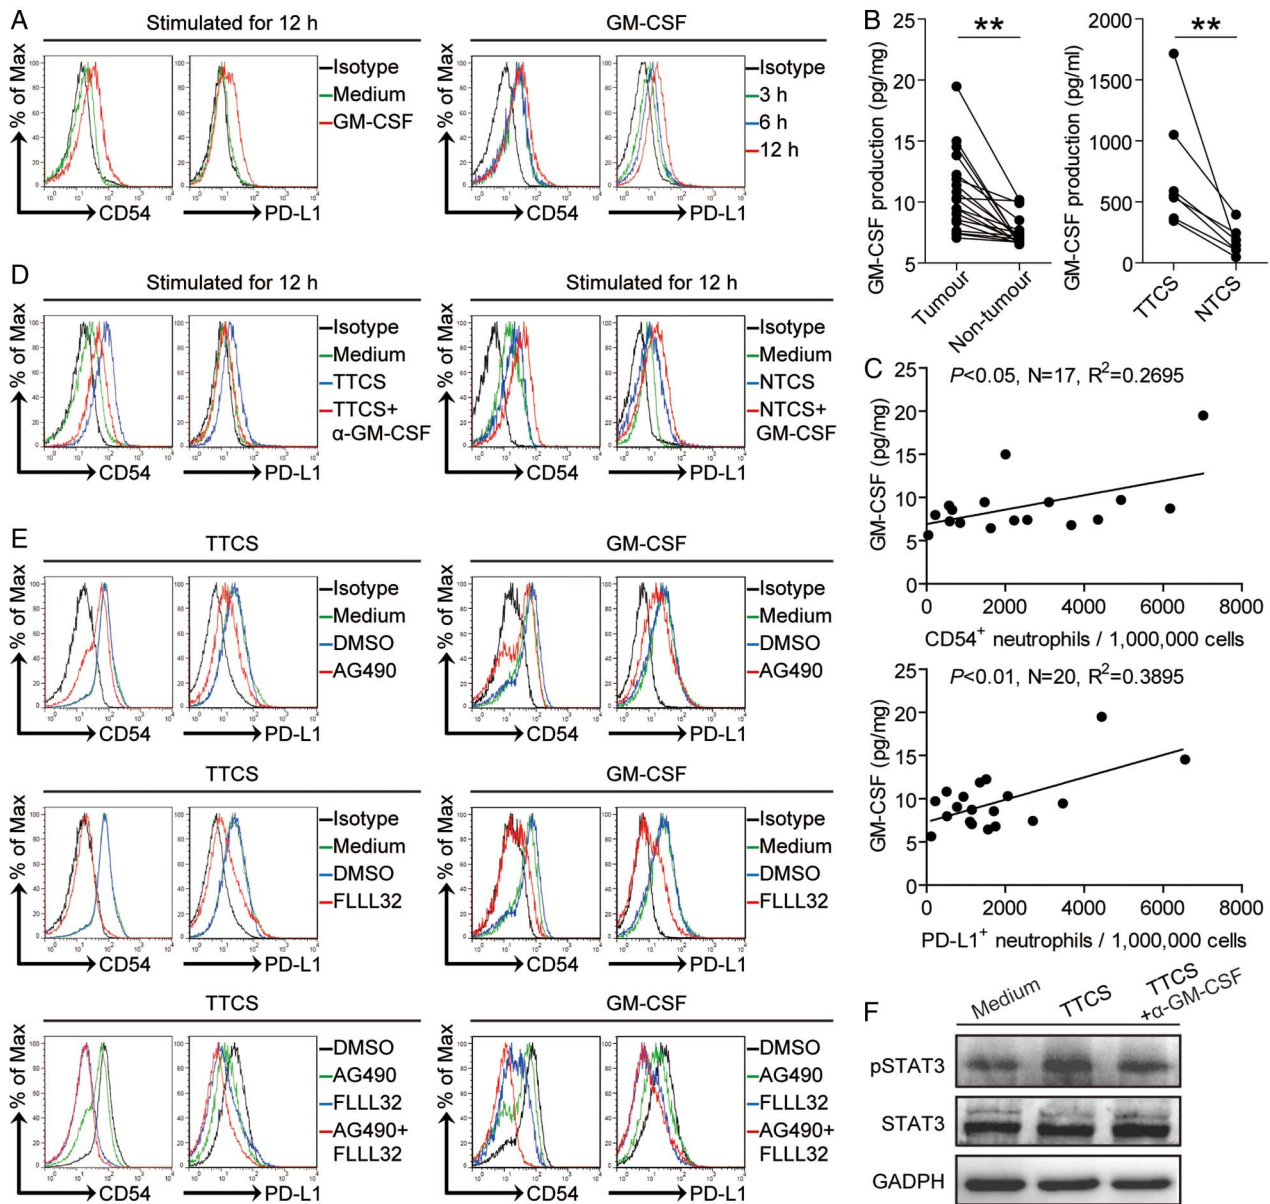 A
Stimulated for 12 h
GM-CSF
% of Max
Isotype
Medium
GM-CSF
CD54
PD-L1
% of Max
Isotype
3 h
6 h
12 h
CD54
PD-L1
B
GM-CSF production (pg/mg)
25
20
15
10
5
**
Tumour
Non-tumour
GM-CSF production (pg/ml)
2000
1500
1000
500
0
**
TTCS
NTCS
D
Stimulated for 12 h
Stimulated for 12 h
% of Max
Isotype
Medium
TTCS
TTCS+
α-GM-CSF
CD54
PD-L1
% of Max
Isotype
Medium
NTCS
NTCS+
GM-CSF
CD54
PD-L1
C
P<0.05, N=17, R²=0.2695
GM-CSF (pg/mg)
25
20
15
10
5
0
0 2000 4000 6000 8000
CD54⁺ neutrophils / 1,000,000 cells
P<0.01, N=20, R²=0.3895
GM-CSF (pg/mg)
25
20
15
10
5
0
0 2000 4000 6000 8000
PD-L1⁺ neutrophils / 1,000,000 cells
E
TTCS
GM-CSF
% of Max
Isotype
Medium
DMSO
AG490
CD54
PD-L1
% of Max
Isotype
Medium
DMSO
AG490
CD54
PD-L1
TTCS
GM-CSF
% of Max
Isotype
Medium
DMSO
FLLL32
CD54
PD-L1
% of Max
Isotype
Medium
DMSO
FLLL32
CD54
PD-L1
TTCS
GM-CSF
% of Max
DMSO
AG490
FLLL32
AG490+
FLLL32
CD54
PD-L1
% of Max
DMSO
AG490
FLLL32
AG490+
FLLL32
CD54
PD-L1
F
Medium
TTCS
TTCS
+α-GM-CSF
pSTAT3
STAT3
GADPH